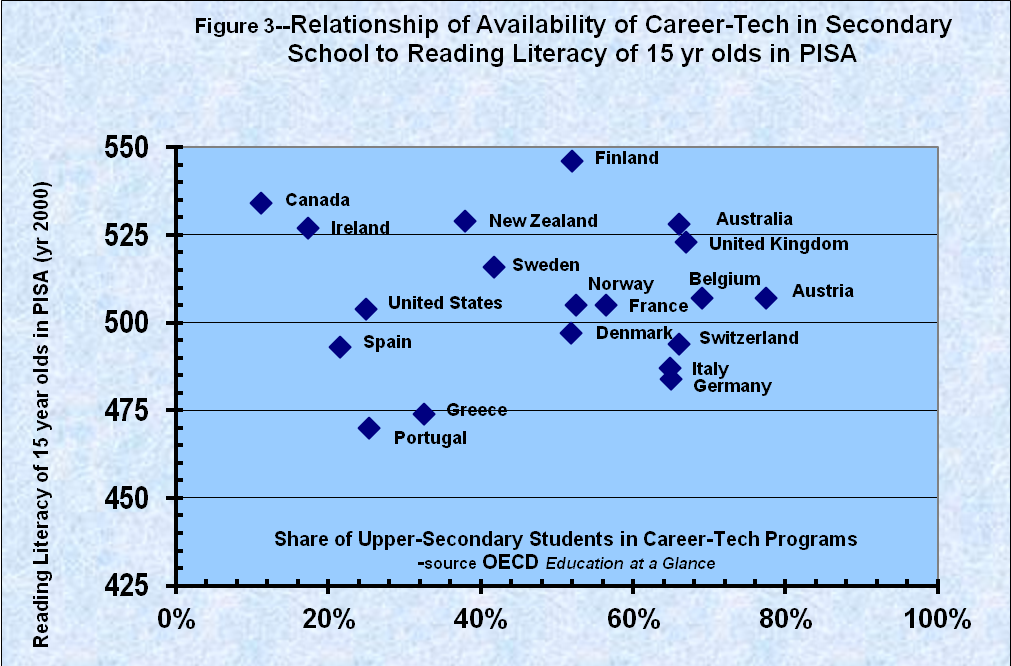 Figure 3--Relationship of Availability of Career-Tech in Secondary
School to Reading Literacy of 15 yr olds in PISA
Reading Literacy of 15 year olds in PISA (yr 2000)
550
525
500
475
450
425
Finland
Canada
Ireland
New Zealand
Australia
United Kingdom
Sweden
Norway
Belgium
Austria
United States
France
Denmark
Switzerland
Spain
Italy
Germany
Greece
Portugal
Share of Upper-Secondary Students in Career-Tech Programs
-source OECD Education at a Glance
0% 20% 40% 60% 80% 100%